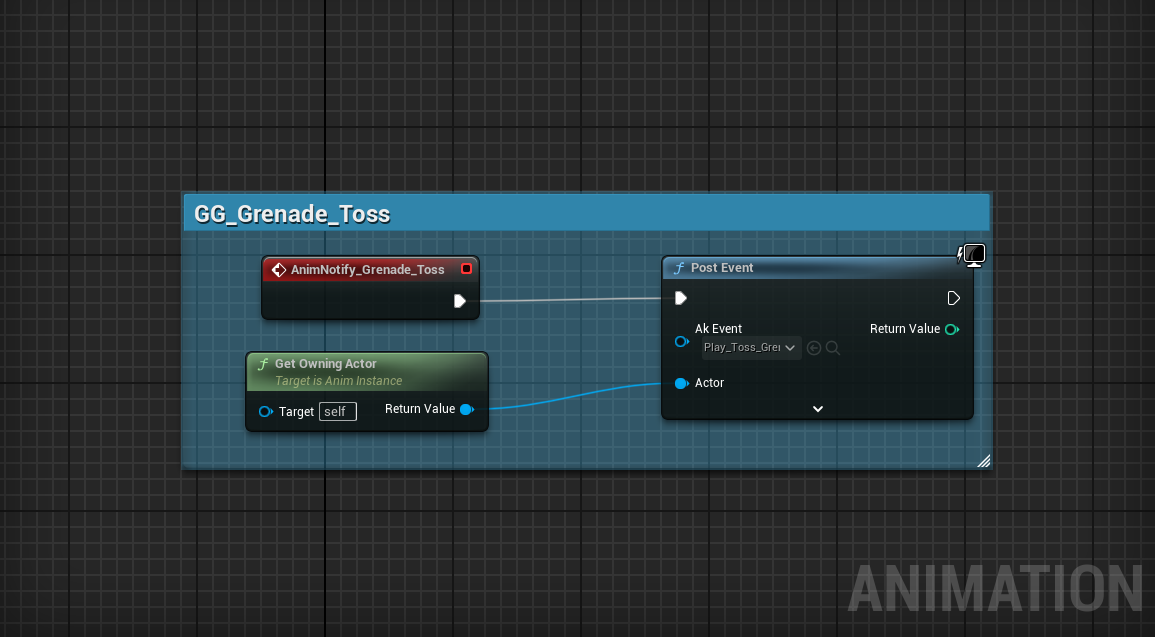 GG_Grenade_Toss
AnimNotify_Grenade_Toss
Post Event
Ak Event
Play_Toss_Gre
Return Value
Actor
Get Owning Actor
Target is Anim Instance
Target self
Return Value
ANIMATION